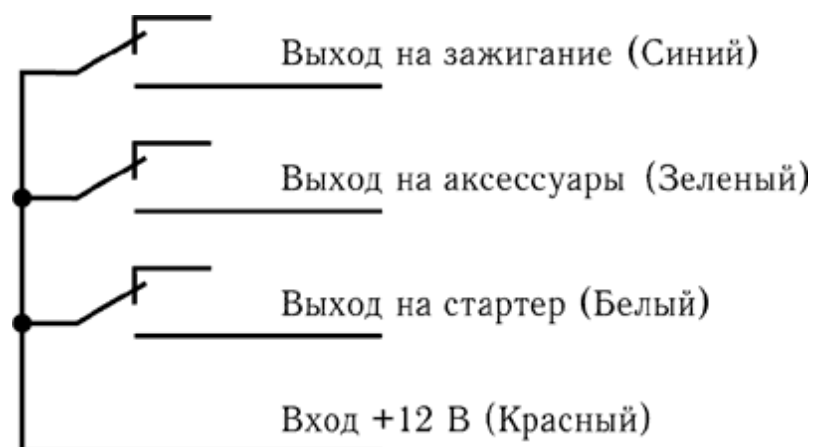 Выход на зажигание (Синий)
Выход на аксессуары (Зеленый)
Выход на стартер (Белый)
Вход +12 В (Красный)